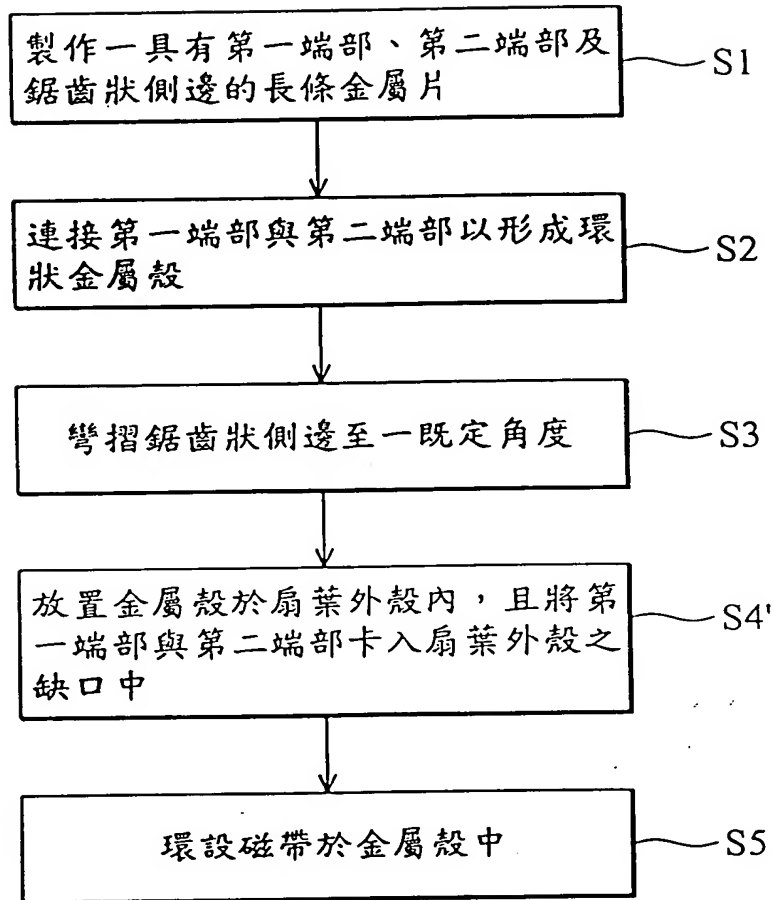 製作一具有第一端部、第二端部及
鋸齒狀側邊的長條金屬片
S1
連接第一端部與第二端部以形成環
狀金屬殼
S2
彎摺鋸齒狀側邊至一既定角度
S3
放置金屬殼於扇葉外殼內，且將第
一端部與第二端部卡入扇葉外殼之
缺口中
S4'
環設磁帶於金屬殼中
S5